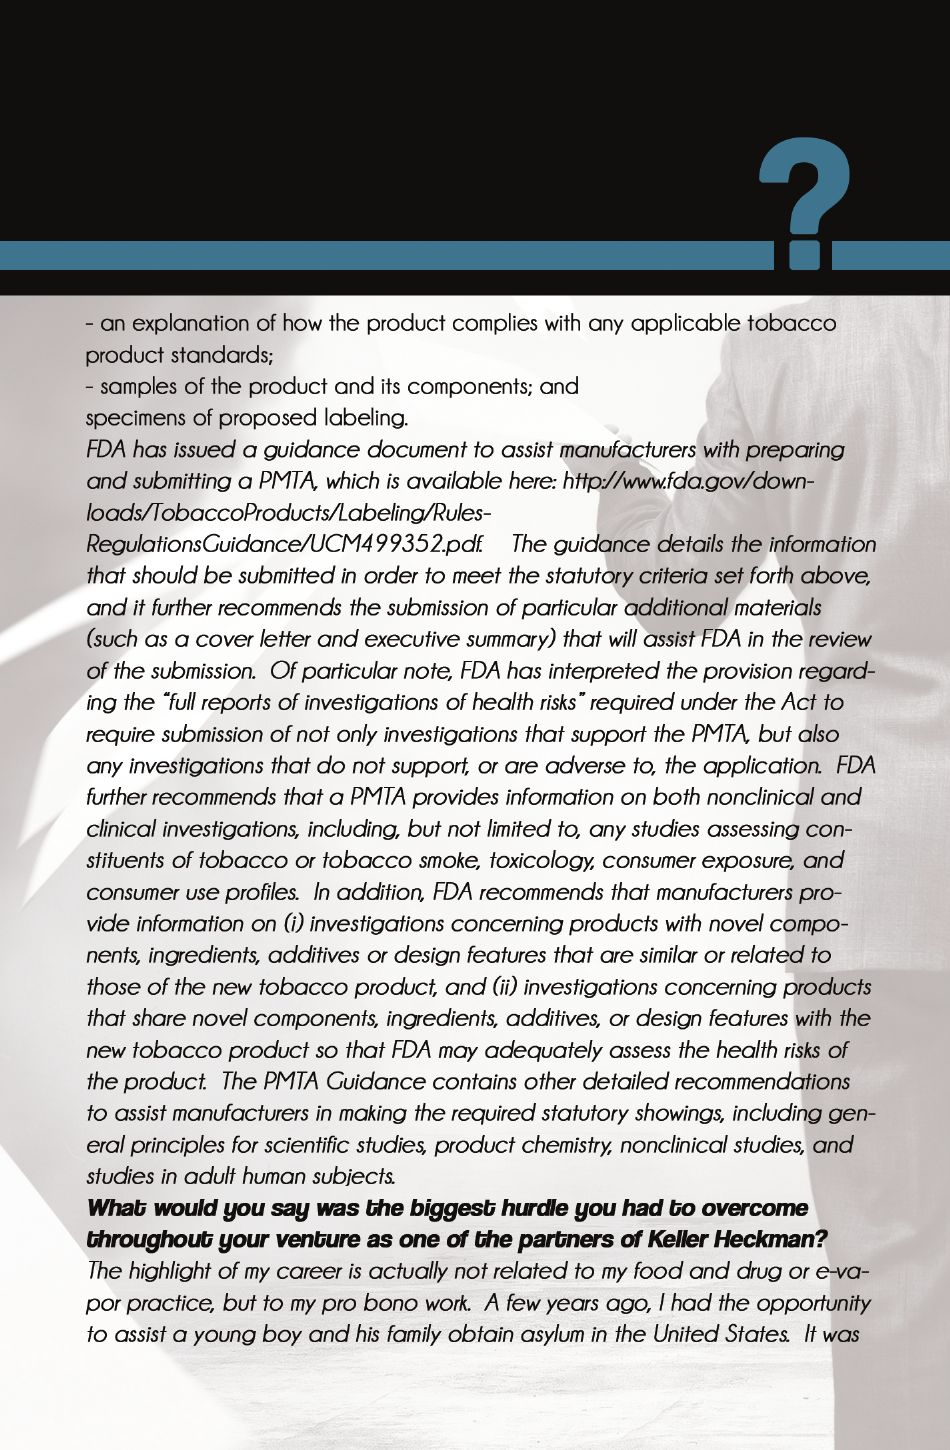 ?
- an explanation of how the product complies with any applicable tobacco
product standards;
- samples of the product and its components; and
specimens of proposed labeling.
FDA has issued a guidance document to assist manufacturers with preparing
and submitting a PMTA, which is available here: http://www.fda.gov/down-
loads/TobaccoProducts/Labeling/Rules-
RegulationsGuidance/UCM499352.pdf. The guidance details the information
that should be submitted in order to meet the statutory criteria set forth above,
and it further recommends the submission of particular additional materials
(such as a cover letter and executive summary) that will assist FDA in the review
of the submission. Of particular note, FDA has interpreted the provision regard-
ing the “full reports of investigations of health risks” required under the Act to
require submission of not only investigations that support the PMTA, but also
any investigations that do not support, or are adverse to, the application. FDA
further recommends that a PMTA provides information on both nonclinical and
clinical investigations, including, but not limited to, any studies assessing con-
stituents of tobacco or tobacco smoke, toxicology, consumer exposure, and
consumer use profiles. In addition, FDA recommends that manufacturers pro-
vide information on (i) investigations concerning products with novel compo-
nents, ingredients, additives or design features that are similar or related to
those of the new tobacco product, and (ii) investigations concerning products
that share novel components, ingredients, additives, or design features with the
new tobacco product so that FDA may adequately assess the health risks of
the product. The PMTA Guidance contains other detailed recommendations
to assist manufacturers in making the required statutory showings, including gen-
eral principles for scientific studies, product chemistry, nonclinical studies, and
studies in adult human subjects.
What would you say was the biggest hurdle you had to overcome
throughout your venture as one of the partners of Keller Heckman?
The highlight of my career is actually not related to my food and drug or e-va-
por practice, but to my pro bono work. A few years ago, I had the opportunity
to assist a young boy and his family obtain asylum in the United States. It was